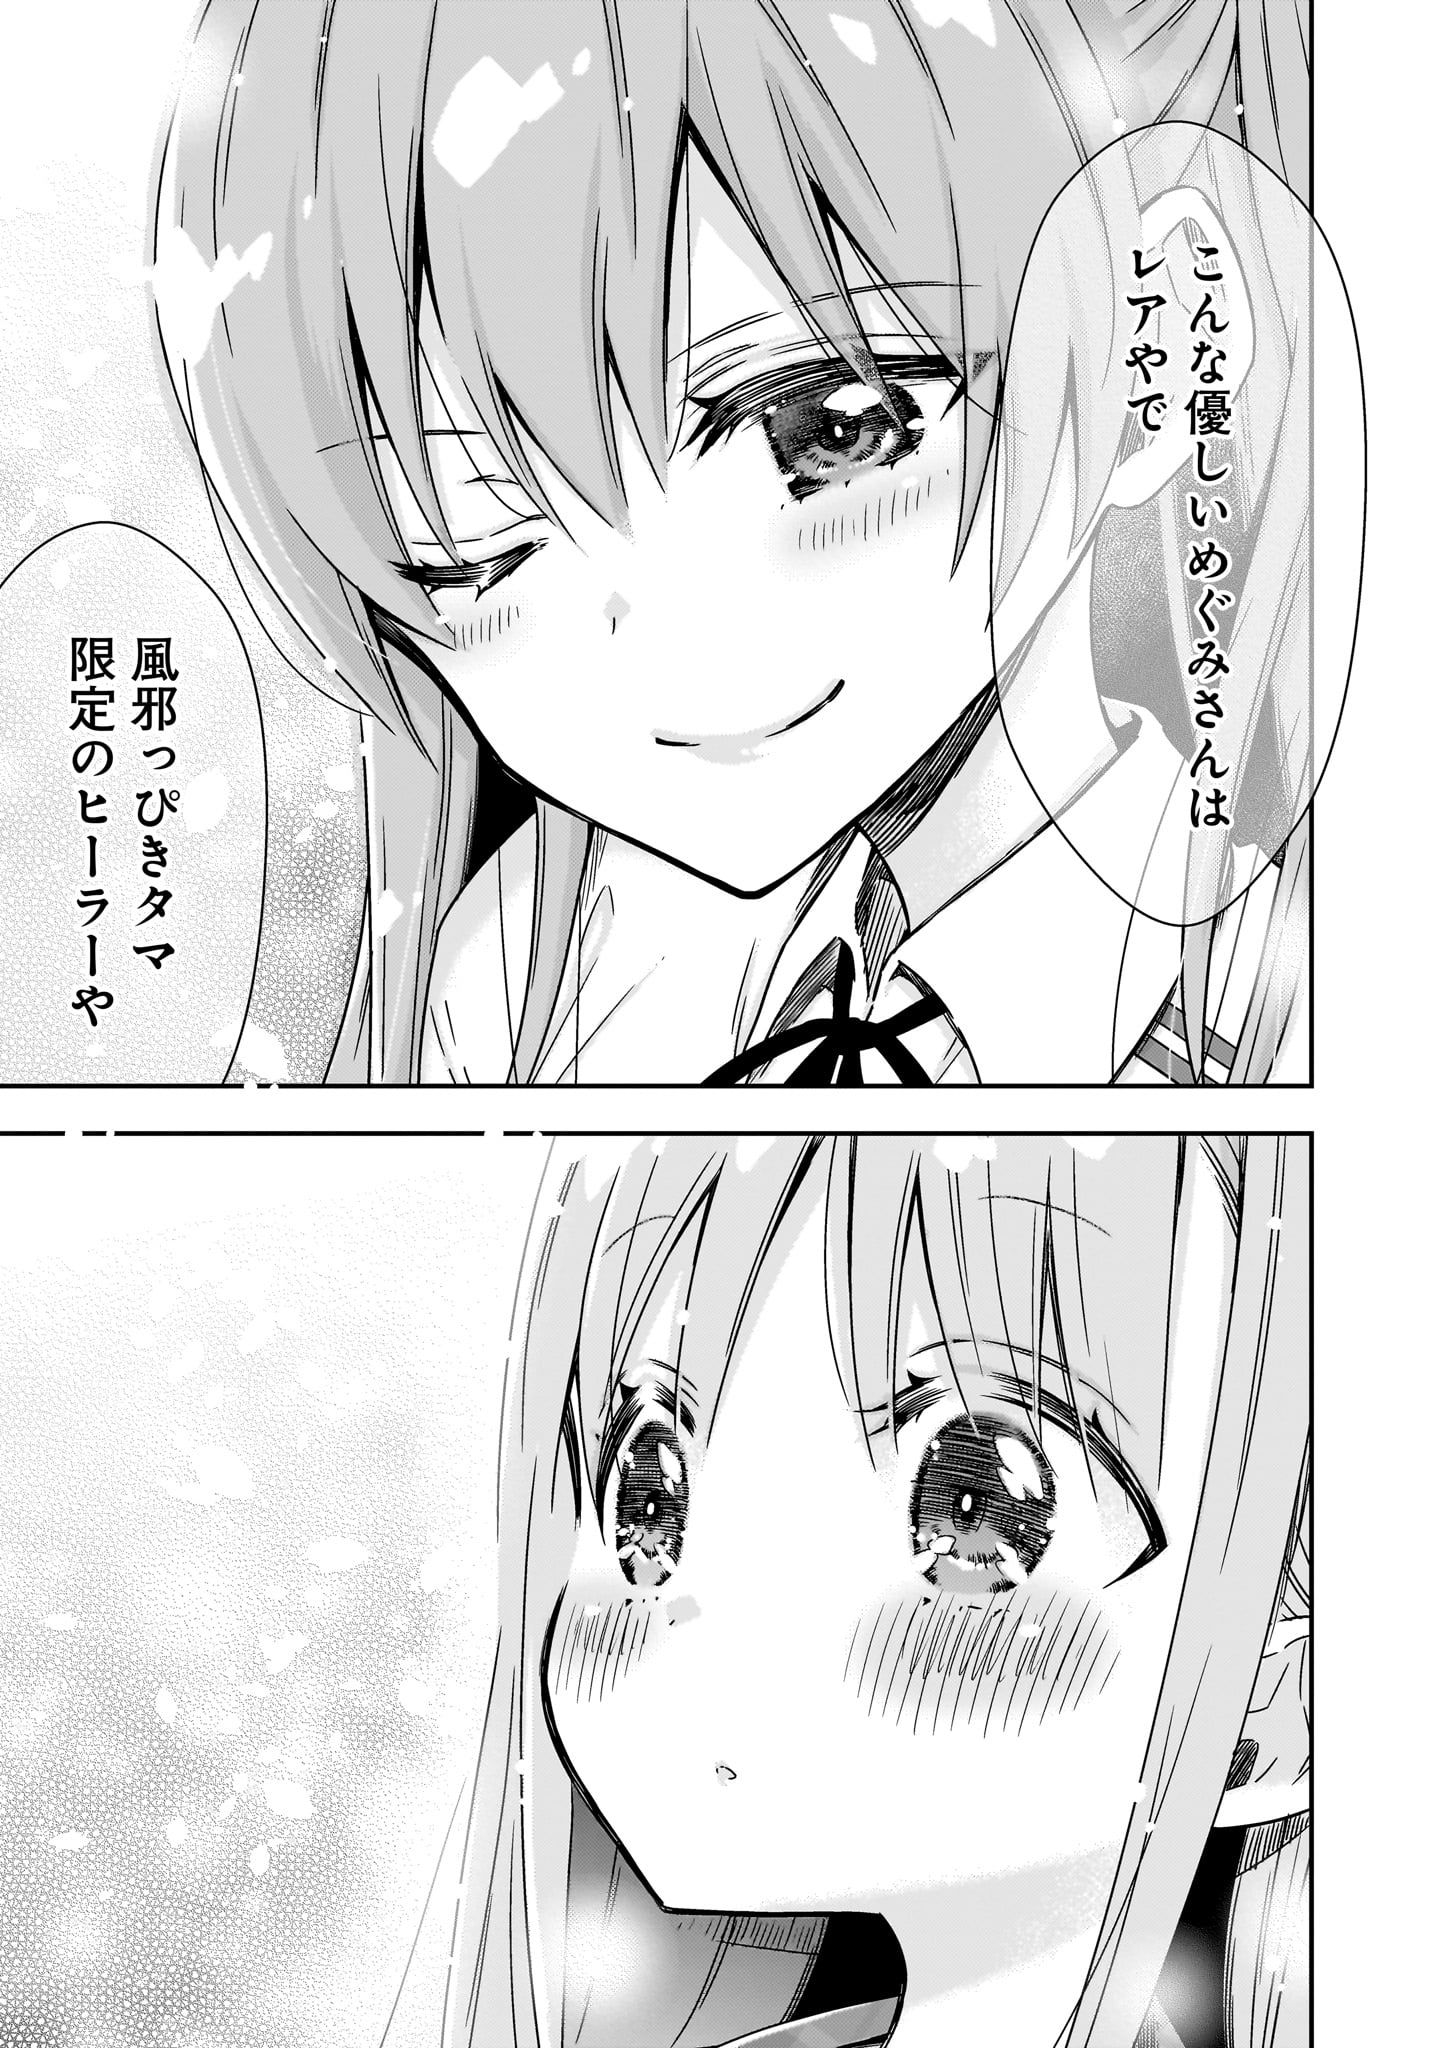 こんな優しいめぐみさんは
レアやで
風邪っぴきタマ
限定のヒーラーや